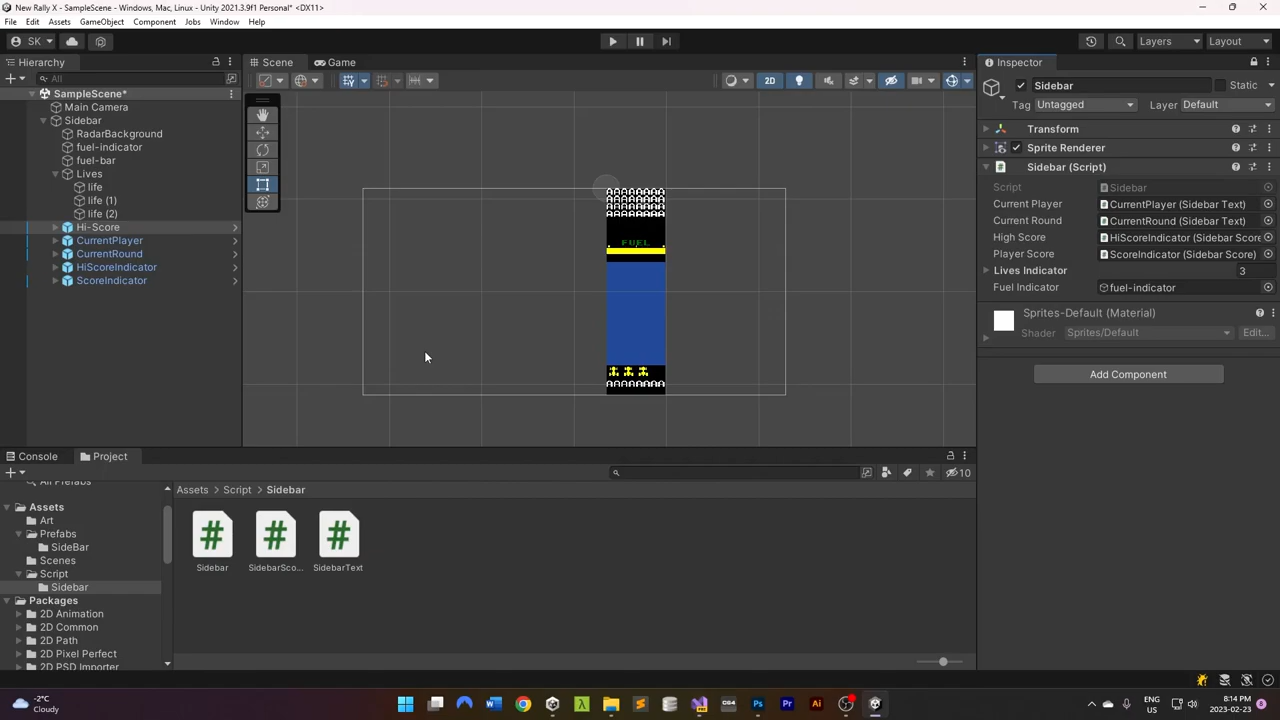 New Rally X - SampleScene - Windows, Mac, Linux - Unity 2021.3.9f1 Personal* <DX11>
File Edit Assets GameObject Component Jobs Window Help
SK
Layers
Layout
Hierarchy
All
SampleScene*
Main Camera
Sidebar
RadarBackground
fuel-indicator
fuel-bar
Lives
life
life (1)
life (2)
Hi-Score
CurrentPlayer
CurrentRound
HiScoreIndicator
ScoreIndicator
Scene
Game
2D
FUEL
Inspector
Sidebar
Static
Tag Untagged
Layer Default
Transform
Sprite Renderer
Sidebar (Script)
Script Sidebar
Current Player CurrentPlayer (Sidebar Text)
Current Round CurrentRound (Sidebar Text)
High Score HiScoreIndicator (Sidebar Score
Player Score ScoreIndicator (Sidebar Score)
Lives Indicator 3
Fuel Indicator fuel-indicator
Sprites-Default (Material)
Shader Sprites/Default Edit...
Add Component
Console
Project
10
All Prefabs
Assets
Art
Prefabs
SideBar
Scenes
Script
Sidebar
Packages
2D Animation
2D Common
2D Path
2D Pixel Perfect
2D PSD Importer
Assets > Script > Sidebar
Sidebar
SidebarSco...
SidebarText
-2°C
Cloudy
ENG
US
8:14 PM
2023-02-23